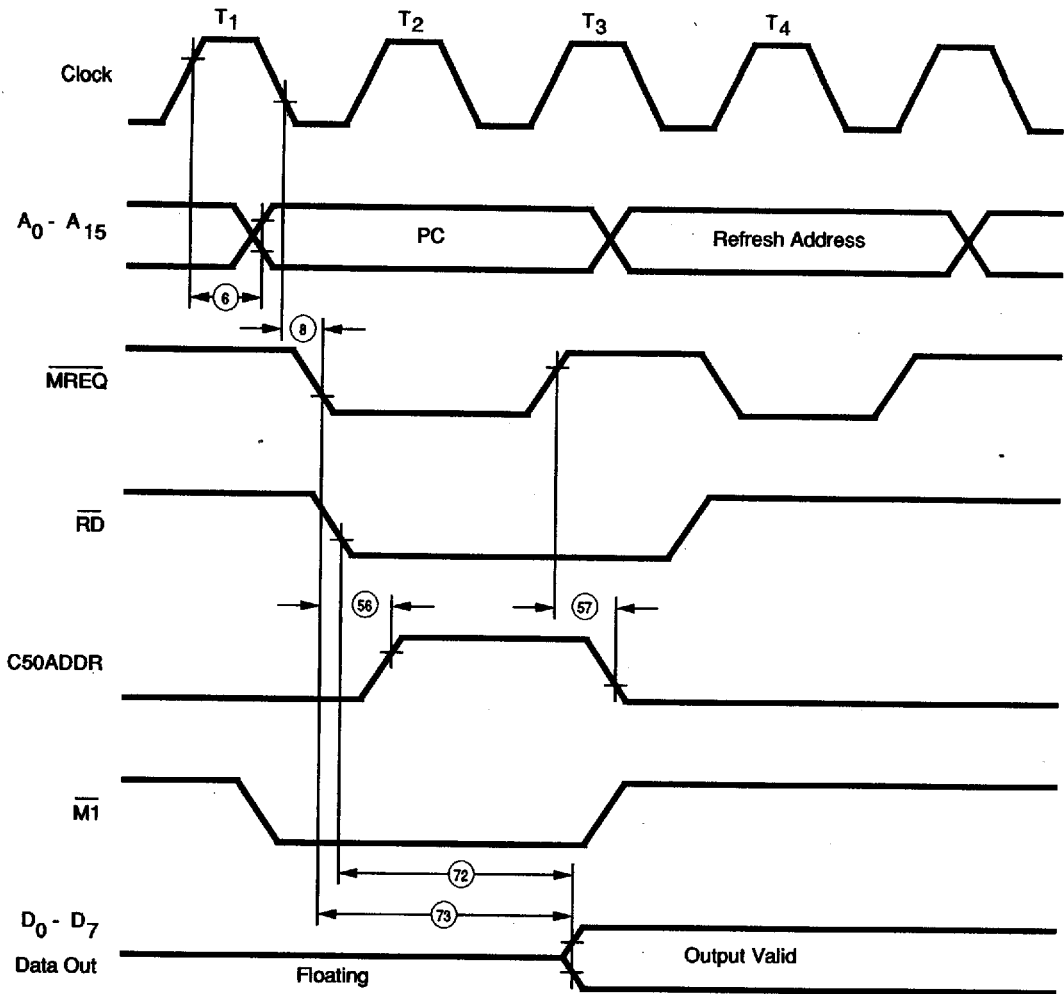 T1 T2 T3 T4
Clock
A0 - A15
PC
Refresh Address
6
8
MREQ
RD
56
57
C50ADDR
M1
72
73
D0 - D7
Data Out
Floating
Output Valid